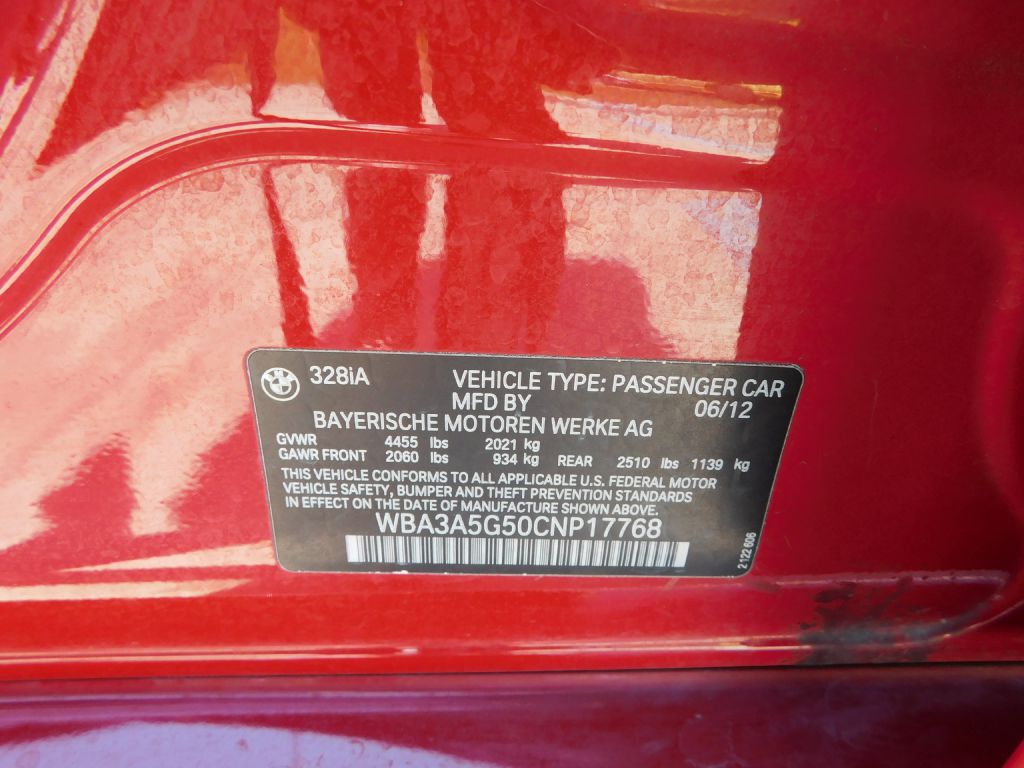 328iA VEHICLE TYPE: PASSENGER CAR
MFD BY 06/12
BAYERISCHE MOTOREN WERKE AG
GVWR 4455 lbs 2021 kg
GAWR FRONT 2060 lbs 934 kg REAR 2510 lbs 1139 kg
THIS VEHICLE CONFORMS TO ALL APPLICABLE U.S. FEDERAL MOTOR
VEHICLE SAFETY, BUMPER AND THEFT PREVENTION STANDARDS
IN EFFECT ON THE DATE OF MANUFACTURE SHOWN ABOVE.
WBA3A5G50CNP17768
2122606